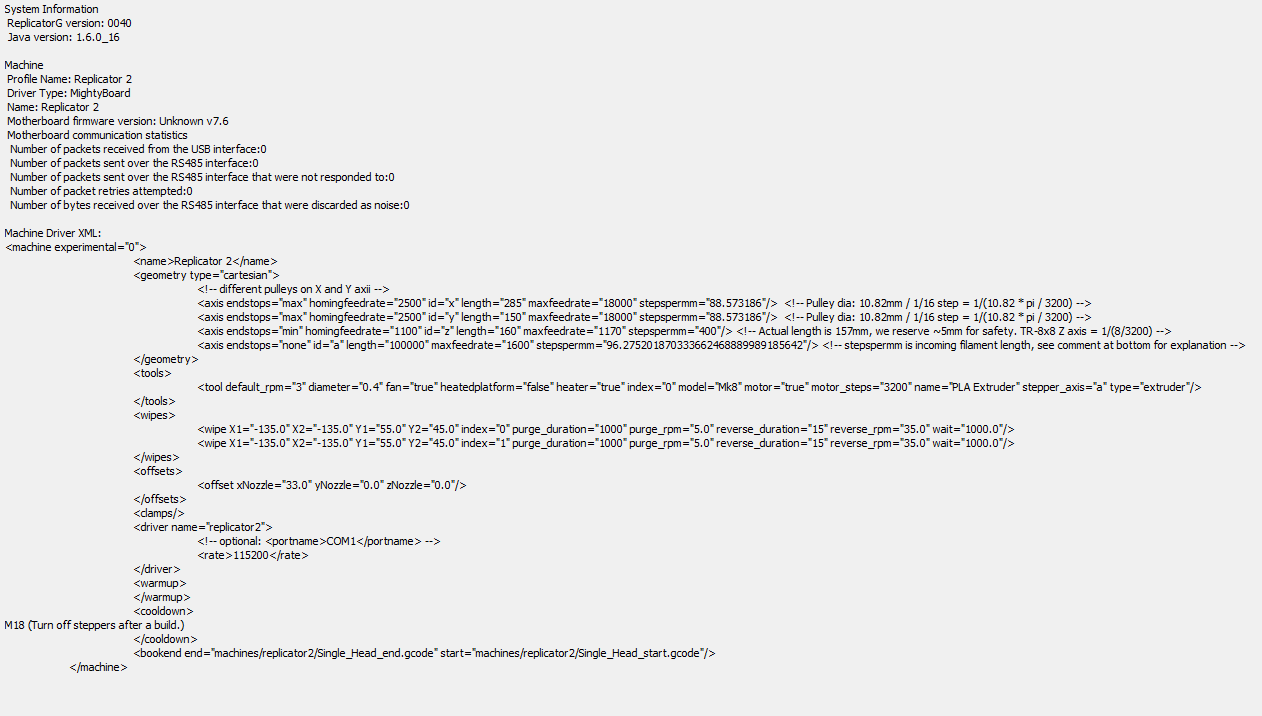 System Information
ReplicatorG version: 0040
Java version: 1.6.0_16
Machine
Profile Name: Replicator 2
Driver Type: MightyBoard
Name: Replicator 2
Motherboard firmware version: Unknown v7.6
Motherboard communication statistics
Number of packets received from the USB interface:0
Number of packets sent over the RS485 interface:0
Number of packets sent over the RS485 interface that were not responded to:0
Number of packet retries attempted:0
Number of bytes received over the RS485 interface that were discarded as noise:0
Machine Driver XML:
<machine experimental="0">
<name>Replicator 2</name>
<geometry type="cartesian">
<!-- different pulleys on X and Y axii -->
<axis endstops="max" homingfeedrate="2500" id="x" length="285" maxfeedrate="18000" stepspermm="88.573186"/> <!-- Pulley dia: 10.82mm / 1/16 step = 1/(10.82 * pi / 3200) -->
<axis endstops="max" homingfeedrate="2500" id="y" length="150" maxfeedrate="18000" stepspermm="88.573186"/> <!-- Pulley dia: 10.82mm / 1/16 step = 1/(10.82 * pi / 3200) -->
<axis endstops="min" homingfeedrate="1100" id="z" length="160" maxfeedrate="1170" stepspermm="400"/> <!-- Actual length is 157mm, we reserve ~5mm for safety. TR-8x8 Z axis = 1/(8/3200) -->
<axis endstops="none" id="a" length="100000" maxfeedrate="1600" stepspermm="96.275201870333662468889989185642"/> <!-- stepspermm is incoming filament length, see comment at bottom for explanation -->
</geometry>
<tools>
<tool default_rpm="3" diameter="0.4" fan="true" heatedplatform="false" heater="true" index="0" model="Mk8" motor="true" motor_steps="3200" name="PLA Extruder" stepper_axis="a" type="extruder"/>
</tools>
<wipes>
<wipe X1="-135.0" X2="-135.0" Y1="55.0" Y2="45.0" index="0" purge_duration="1000" purge_rpm="5.0" reverse_duration="15" reverse_rpm="35.0" wait="1000.0"/>
<wipe X1="-135.0" X2="-135.0" Y1="55.0" Y2="45.0" index="1" purge_duration="1000" purge_rpm="5.0" reverse_duration="15" reverse_rpm="35.0" wait="1000.0"/>
</wipes>
<offsets>
<offset xNozzle="33.0" yNozzle="0.0" zNozzle="0.0"/>
</offsets>
<clamps/>
<driver name="replicator2">
<!-- optional: <portname>COM1</portname> -->
<rate>115200</rate>
</driver>
<warmup>
</warmup>
<cooldown>
M18 (Turn off steppers after a build.)
</cooldown>
<bookend end="machines/replicator2/Single_Head_end.gcode" start="machines/replicator2/Single_Head_start.gcode"/>
</machine>